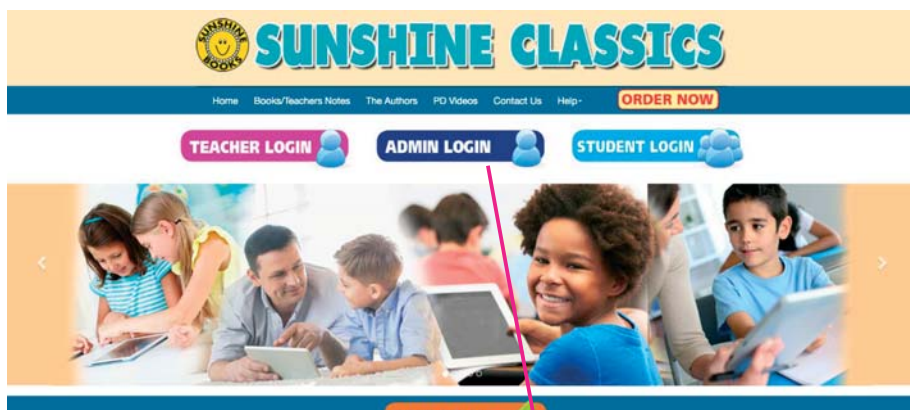 SUNSHINE BOOKS
SUNSHINE CLASSICS
Home Books/Teachers Notes The Authors PD Videos Contact Us Help ORDER NOW
TEACHER LOGIN ADMIN LOGIN STUDENT LOGIN